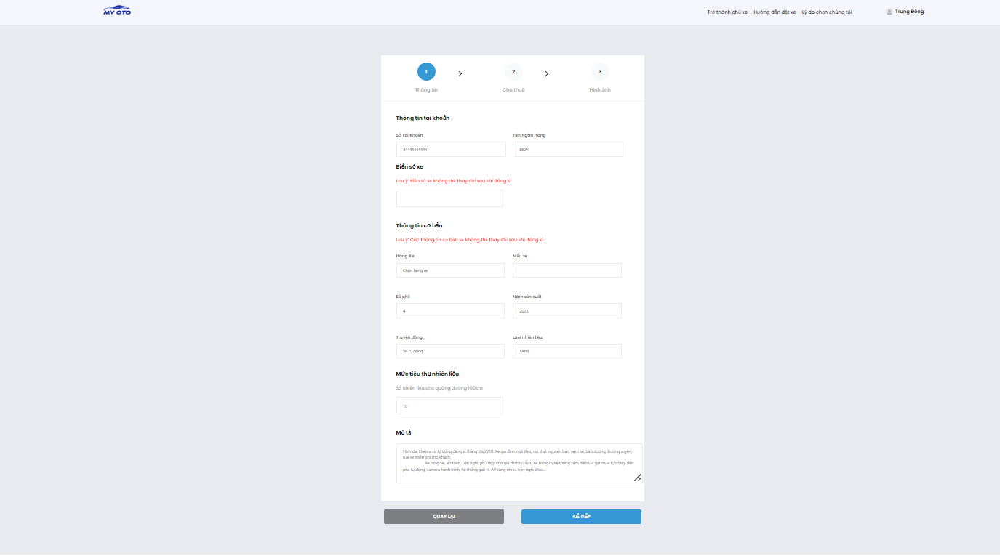 MY OTO
Trở thành chủ xe Hướng dẫn đặt xe Lý do chọn chúng tôi Trung Đông
1 2 3
Thông tin Cho thuê Hình ảnh
Thông tin tài khoản
Số Tài Khoản Tên Ngân Hàng
44444444444 BIDV
Biển số xe
Lưu ý: Biển số sẽ không thể thay đổi sau khi đăng kí
Thông tin cơ bản
Lưu ý: Các thông tin cơ bản sẽ không thể thay đổi sau khi đăng kí
Hãng Xe Mẫu xe
Chọn hãng xe
Số ghế Năm sản xuất
4 2023
Truyền động Loại nhiên liệu
Số tự động Xăng
Mức tiêu thụ nhiên liệu
Số nhiên liệu cho quãng đường 100km
10
Mô tả
Huyndai Elantra số tự động đăng kí tháng 06/2018. Xe gia đình mới đẹp, nội thất nguyên bản, sạch sẽ, bảo dưỡng thường xuyên,
rửa xe miễn phí cho khách.
Xe rộng rãi, an toàn, tiện nghi, phù hợp cho gia đình du lịch. Xe trang bị hệ thống cảm biến lùi, gạt mưa tự động, đèn
pha tự động, camera hành trình, hệ thống giải trí AV cùng nhiều tiện nghi khác...
QUAY LẠI KẾ TIẾP